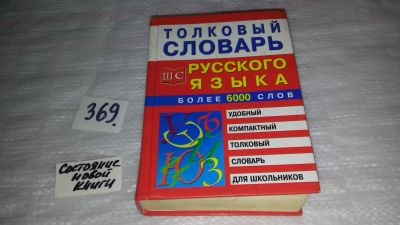 ТОЛКОВЫЙ
СЛОВАРЬ
ШС
РУССКОГО
ЯЗЫКА
БОЛЕЕ 6000 СЛОВ
УДОБНЫЙ
КОМПАКТНЫЙ
ТОЛКОВЫЙ
СЛОВАРЬ
ДЛЯ ШКОЛЬНИКОВ
369
Состояние
новой
книги